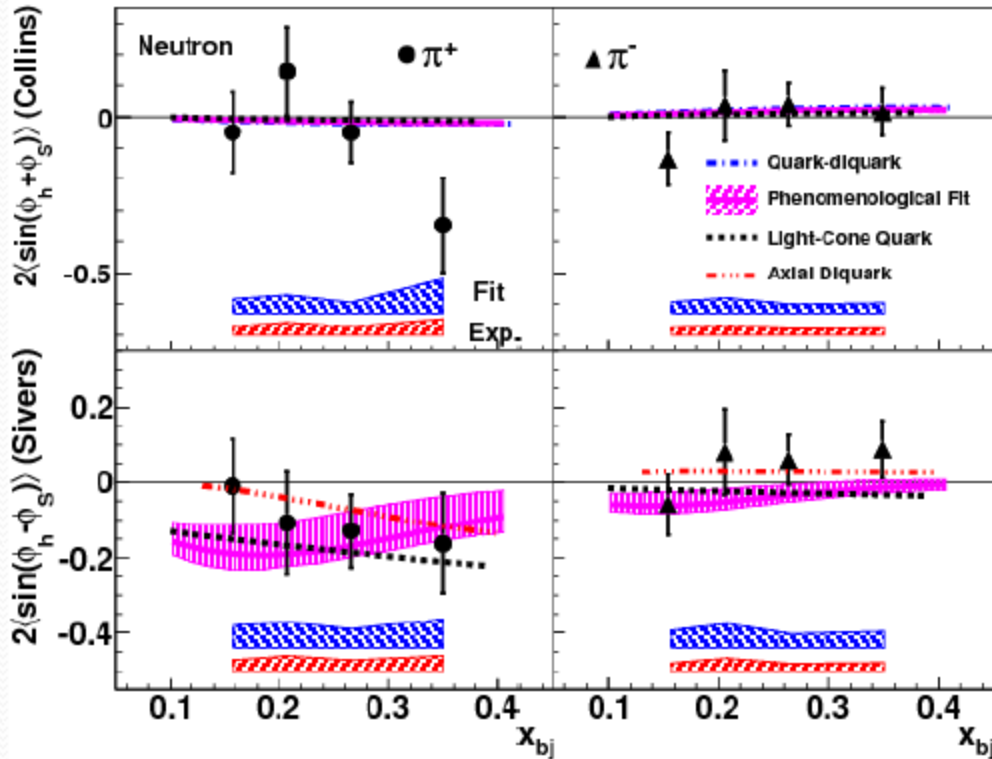 2⟨sin(ϕh+ϕS)⟩ (Collins)
Neutron
π+
π-
0
-0.5
Quark-diquark
Phenomenological Fit
Light-Cone Quark
Axial Diquark
Fit
Exp.
2⟨sin(ϕh-ϕS)⟩ (Sivers)
0.2
0
-0.2
-0.4
0.1 0.2 0.3 0.4
0.1 0.2 0.3 0.4
xbj
xbj